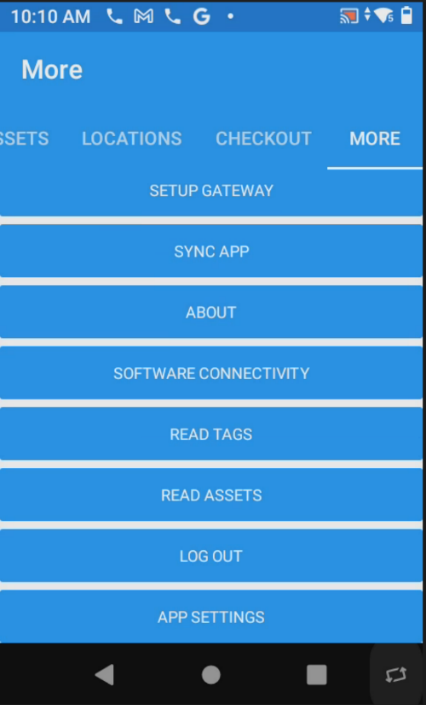 10:10 AM
More
SSETS LOCATIONS CHECKOUT MORE
SETUP GATEWAY
SYNC APP
ABOUT
SOFTWARE CONNECTIVITY
READ TAGS
READ ASSETS
LOG OUT
APP SETTINGS